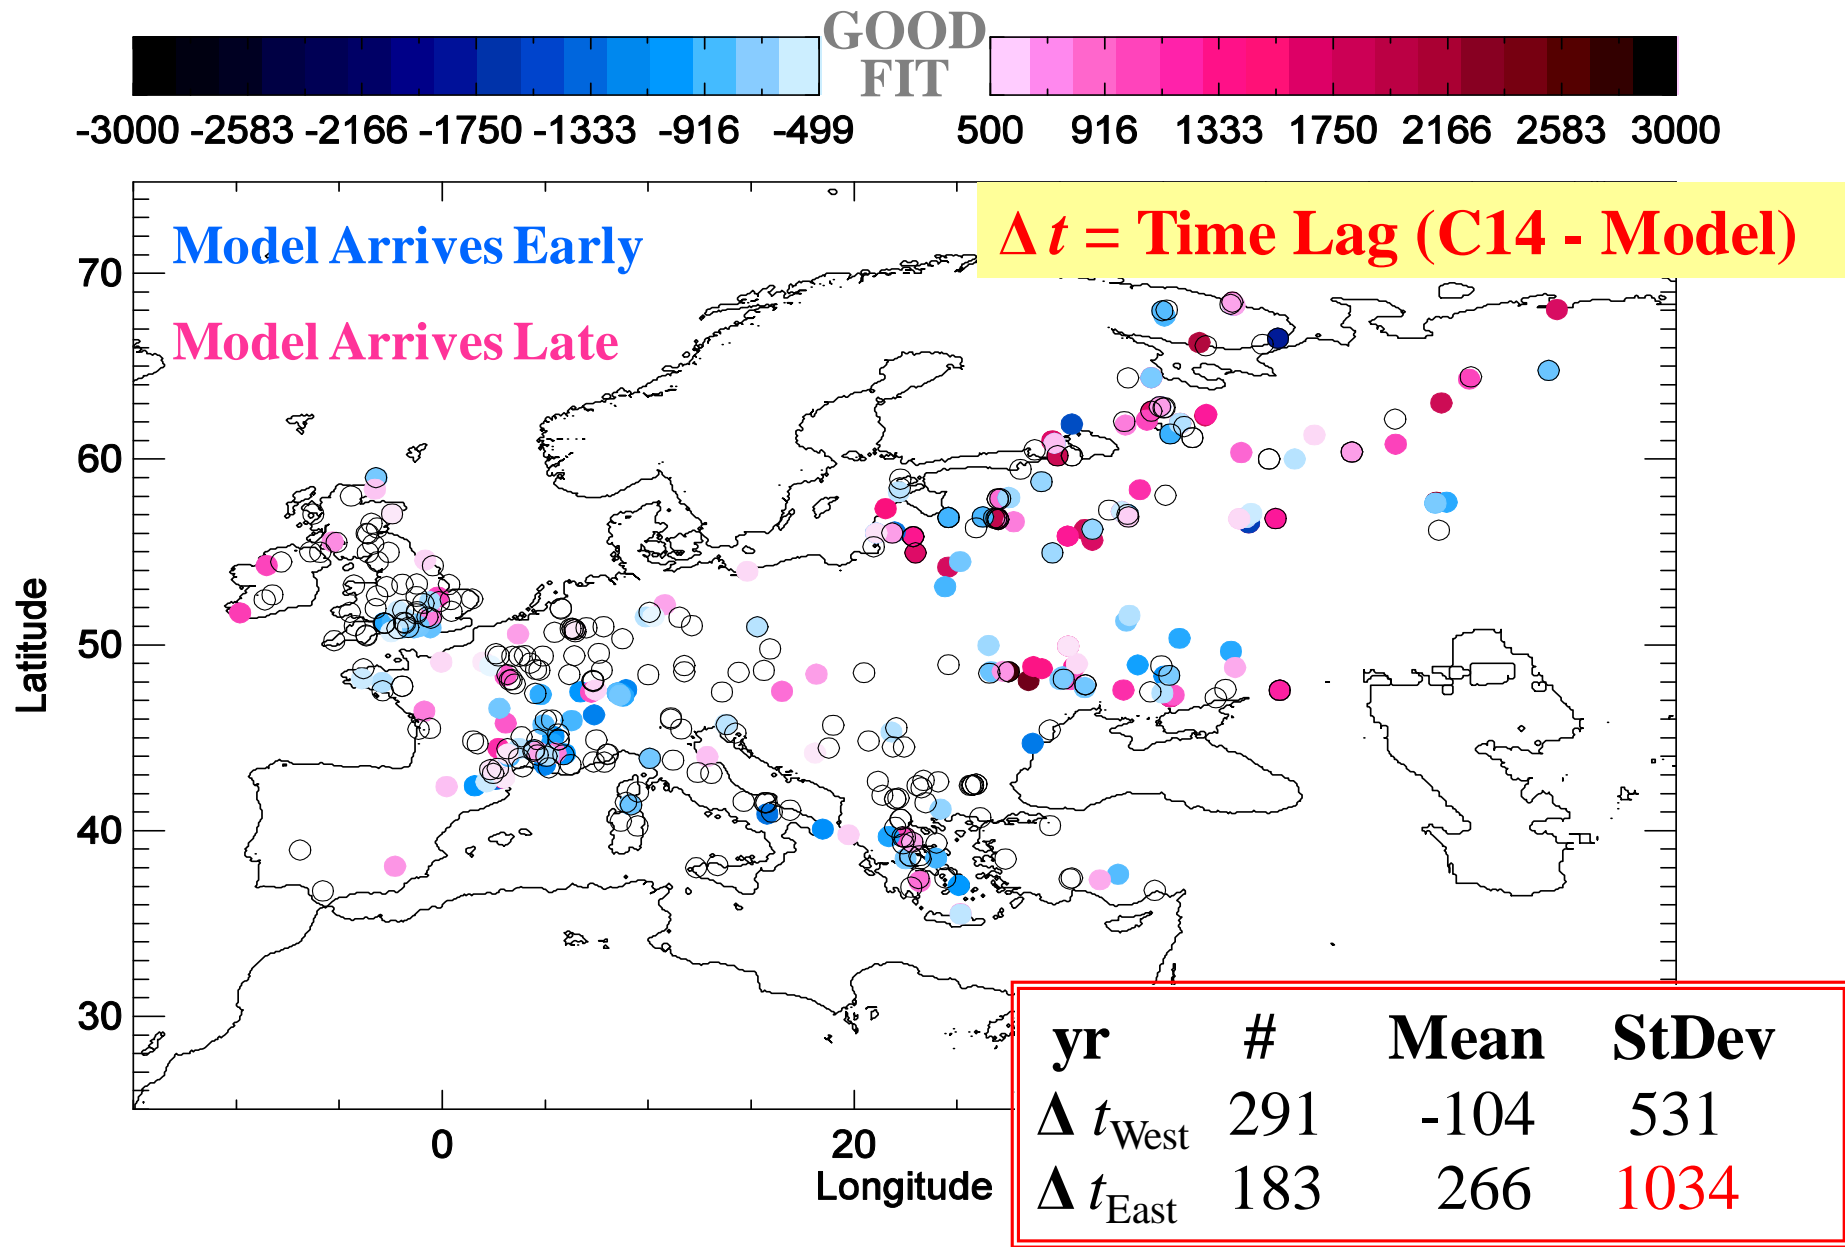 GOOD
FIT
-3000 -2583 -2166 -1750 -1333 -916 -499 500 916 1333 1750 2166 2583 3000
Δ t = Time Lag (C14 - Model)
Model Arrives Early
Model Arrives Late
70
60
50
40
30
Latitude
0 20
Longitude
yr # Mean StDev
Δ tWest 291 -104 531
Δ tEast 183 266 1034